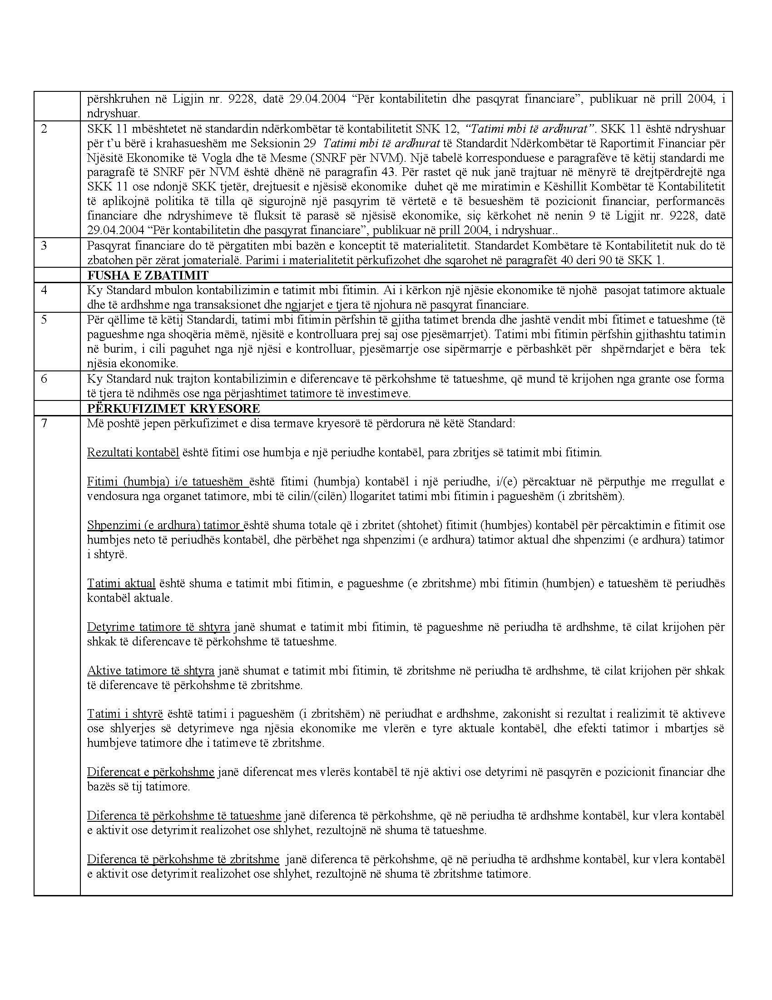 përshkruhen në Ligjin nr. 9228, datë 29.04.2004 “Për kontabilitetin dhe pasqyrat financiare”, publikuar në prill 2004, i
ndryshuar.
2 SKK 11 mbështetet në standardin ndërkombëtar të kontabilitetit SNK 12, “Tatimi mbi të ardhurat”. SKK 11 është ndryshuar
për t’u bërë i krahasueshëm me Seksionin 29 Tatimi mbi të ardhurat të Standardit Ndërkombëtar të Raportimit Financiar për
Njësitë Ekonomike të Vogla dhe të Mesme (SNRF për NVM). Një tabelë korresponduese e paragrafëve të këtij standardi me
paragrafë të SNRF për NVM është dhënë në paragrafin 43. Për rastet që nuk janë trajtuar në mënyrë të drejtpërdrejtë nga
SKK 11 ose ndonjë SKK tjetër, drejtuesit e njësisë ekonomike duhet që me miratimin e Këshillit Kombëtar të Kontabilitetit
të aplikojnë politika të tilla që sigurojnë një pasqyrim të vërtetë e të besueshëm të pozicionit financiar, performancës
financiare dhe ndryshimeve të fluksit të parasë së njësisë ekonomike, siç kërkohet në nenin 9 të Ligjit nr. 9228, datë
29.04.2004 “Për kontabilitetin dhe pasqyrat financiare”, publikuar në prill 2004, i ndryshuar..
3 Pasqyrat financiare do të përgatiten mbi bazën e konceptit të materialitetit. Standardet Kombëtare të Kontabilitetit nuk do të
zbatohen për zërat jomaterialë. Parimi i materialitetit përkufizohet dhe sqarohet në paragrafët 40 deri 90 të SKK 1.
FUSHA E ZBATIMIT
4 Ky Standard mbulon kontabilizimin e tatimit mbi fitimin. Ai i kërkon një njësie ekonomike të njohë pasojat tatimore aktuale
dhe të ardhshme nga transaksionet dhe ngjarjet e tjera të njohura në pasqyrat financiare.
5 Për qëllime të këtij Standardi, tatimi mbi fitimin përfshin të gjitha tatimet brenda dhe jashtë vendit mbi fitimet e tatueshme (të
pagueshme nga shoqëria mëmë, njësitë e kontrolluara prej saj ose pjesëmarrjet). Tatimi mbi fitimin përfshin gjithashtu tatimin
në burim, i cili paguhet nga një njësi e kontrolluar, pjesëmarrje ose sipërmarrje e përbashkët për shpërndarjet e bëra tek
njësia ekonomike.
6 Ky Standard nuk trajton kontabilizimin e diferencave të përkohshme të tatueshme, që mund të krijohen nga grante ose forma
të tjera të ndihmës ose nga përjashtimet tatimore të investimeve.
PËRKUFIZIMET KRYESORE
7 Më poshtë jepen përkufizimet e disa termave kryesorë të përdorura në këtë Standard:
Rezultati kontabël është fitimi ose humbja e një periudhe kontabël, para zbritjes së tatimit mbi fitimin.
Fitimi (humbja) i/e tatueshëm është fitimi (humbja) kontabël i një periudhe, i/(e) përcaktuar në përputhje me rregullat e
vendosura nga organet tatimore, mbi të cilin/(cilën) llogaritet tatimi mbi fitimin i pagueshëm (i zbritshëm).
Shpenzimi (e ardhura) tatimor është shuma totale që i zbritet (shtohet) fitimit (humbjes) kontabël për përcaktimin e fitimit ose
humbjes neto të periudhës kontabël, dhe përbëhet nga shpenzimi (e ardhura) tatimor aktual dhe shpenzimi (e ardhura) tatimor
i shtyrë.
Tatimi aktual është shuma e tatimit mbi fitimin, e pagueshme (e zbritshme) mbi fitimin (humbjen) e tatueshëm të periudhës
kontabël aktuale.
Detyrime tatimore të shtyra janë shumat e tatimit mbi fitimin, të pagueshme në periudha të ardhshme, të cilat krijohen për
shkak të diferencave të përkohshme të tatueshme.
Aktive tatimore të shtyra janë shumat e tatimit mbi fitimin, të zbritshme në periudha të ardhshme, të cilat krijohen për shkak
të diferencave të përkohshme të zbritshme.
Tatimi i shtyrë është tatimi i pagueshëm (i zbritshëm) në periudhat e ardhshme, zakonisht si rezultat i realizimit të aktiveve
ose shlyerjes së detyrimeve nga njësia ekonomike me vlerën e tyre aktuale kontabël, dhe efekti tatimor i mbartjes së
humbjeve tatimore dhe i tatimeve të zbritshme.
Diferencat e përkohshme janë diferencat mes vlerës kontabël të një aktivi ose detyrimi në pasqyrën e pozicionit financiar dhe
bazës së tij tatimore.
Diferenca të përkohshme të tatueshme janë diferenca të përkohshme, që në periudha të ardhshme kontabël, kur vlera kontabël
e aktivit ose detyrimit realizohet ose shlyhet, rezultojnë në shuma të tatueshme.
Diferenca të përkohshme të zbritshme janë diferenca të përkohshme, që në periudha të ardhshme kontabël, kur vlera kontabël
e aktivit ose detyrimit realizohet ose shlyhet, rezultojnë në shuma të zbritshme tatimore.